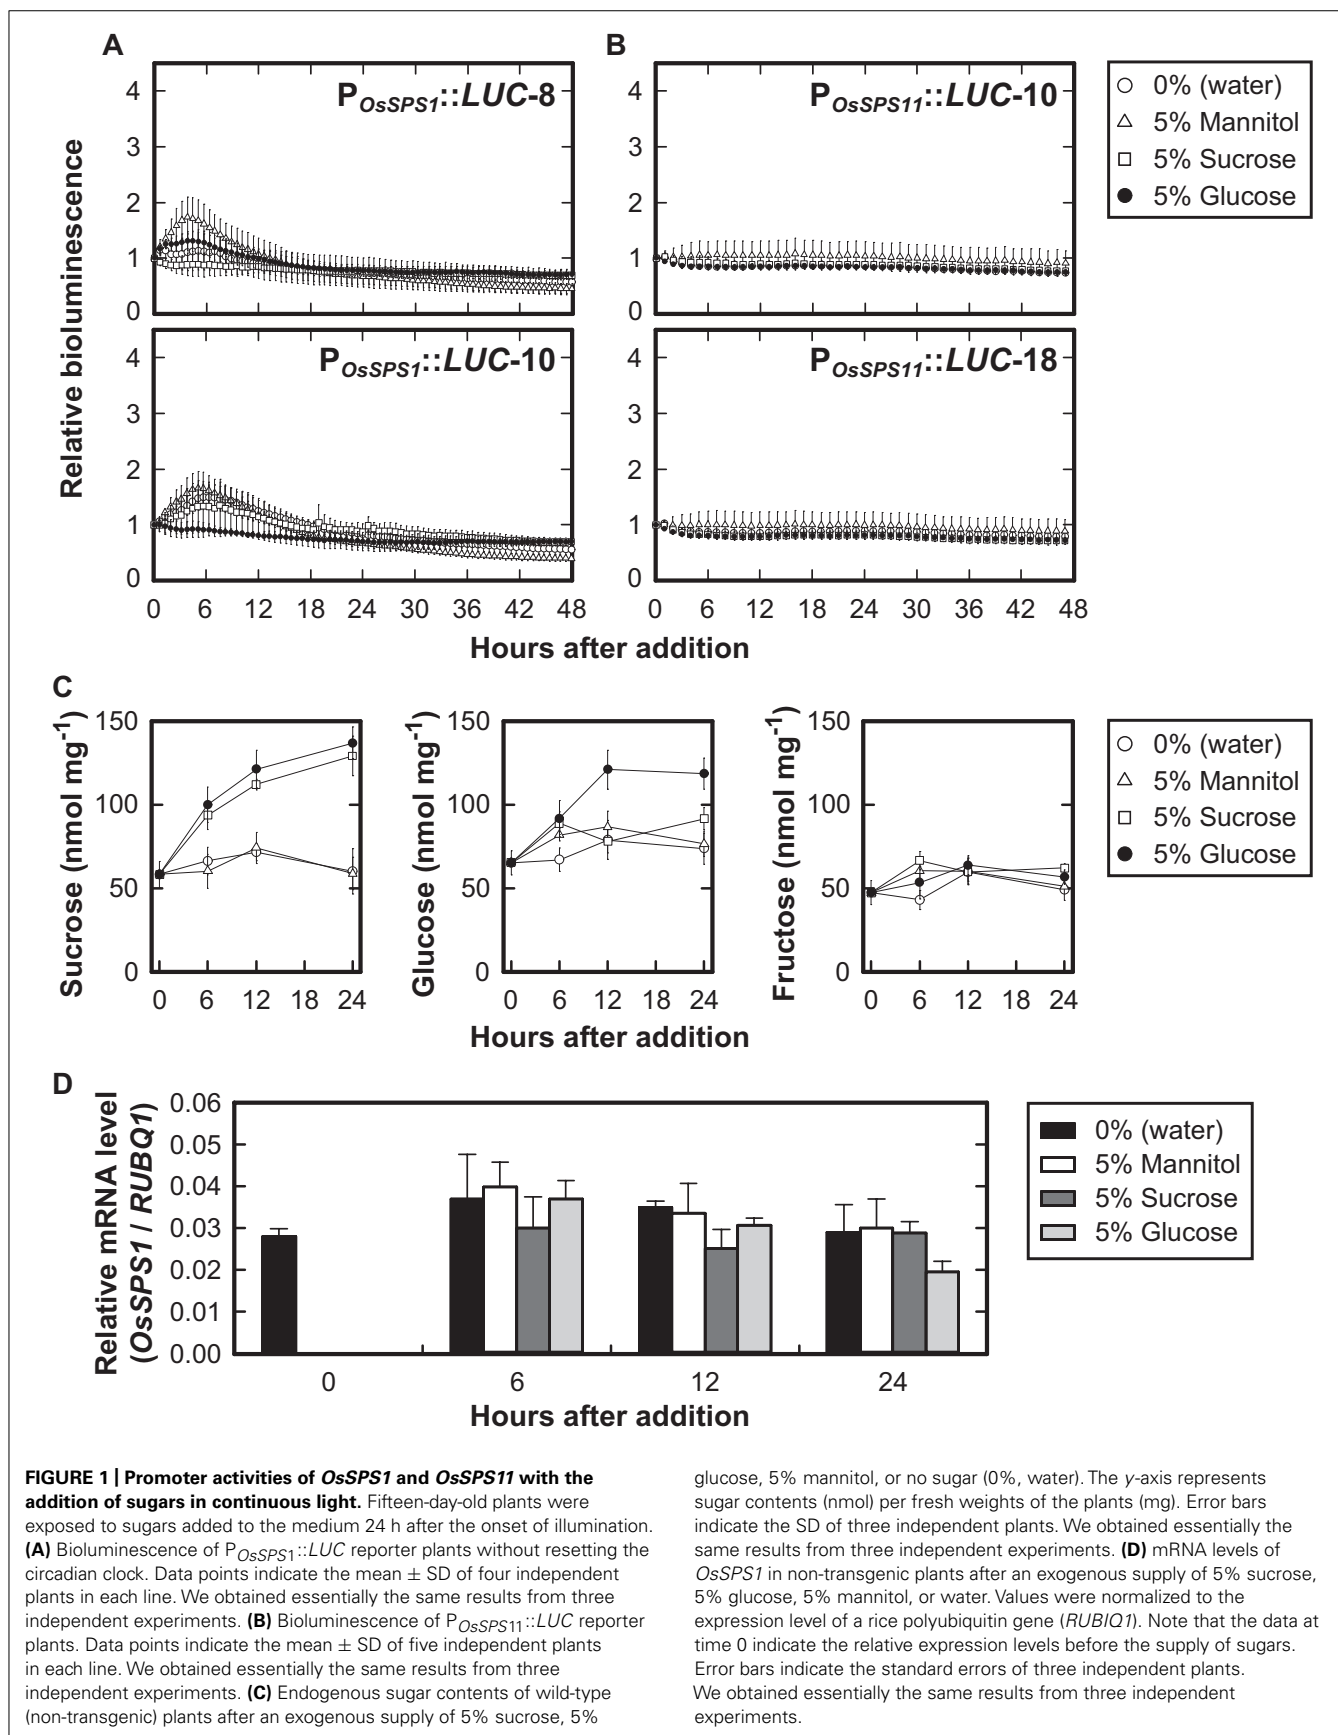 A
B
P_OsSPS1::LUC-8
P_OsSPS11::LUC-10
0% (water)
5% Mannitol
5% Sucrose
5% Glucose
4
3
2
1
0
4
3
2
1
0
Relative bioluminescence
P_OsSPS1::LUC-10
P_OsSPS11::LUC-18
4
3
2
1
0
4
3
2
1
0
0 6 12 18 24 30 36 42 48
0 6 12 18 24 30 36 42 48
Hours after addition
C
Sucrose (nmol mg-1)
150
100
50
0
0 6 12 24
Glucose (nmol mg-1)
150
100
50
0
0 6 12 24
Fructose (nmol mg-1)
150
100
50
0
0 6 12 24
0% (water)
5% Mannitol
5% Sucrose
5% Glucose
Hours after addition
D
Relative mRNA level
(OsSPS1 / RUBQ1)
0.06
0.05
0.04
0.03
0.02
0.01
0.00
0 6 12 24
Hours after addition
0% (water)
5% Mannitol
5% Sucrose
5% Glucose
FIGURE 1 | Promoter activities of OsSPS1 and OsSPS11 with the
addition of sugars in continuous light. Fifteen-day-old plants were
exposed to sugars added to the medium 24 h after the onset of illumination.
(A) Bioluminescence of P_OsSPS1::LUC reporter plants without resetting the
circadian clock. Data points indicate the mean ± SD of four independent
plants in each line. We obtained essentially the same results from three
independent experiments. (B) Bioluminescence of P_OsSPS11::LUC reporter
plants. Data points indicate the mean ± SD of five independent plants
in each line. We obtained essentially the same results from three
independent experiments. (C) Endogenous sugar contents of wild-type
(non-transgenic) plants after an exogenous supply of 5% sucrose, 5%
glucose, 5% mannitol, or no sugar (0%, water). The y-axis represents
sugar contents (nmol) per fresh weights of the plants (mg). Error bars
indicate the SD of three independent plants. We obtained essentially the
same results from three independent experiments. (D) mRNA levels of
OsSPS1 in non-transgenic plants after an exogenous supply of 5% sucrose,
5% glucose, 5% mannitol, or water. Values were normalized to the
expression level of a rice polyubiquitin gene (RUBIQ1). Note that the data at
time 0 indicate the relative expression levels before the supply of sugars.
Error bars indicate the standard errors of three independent plants.
We obtained essentially the same results from three independent
experiments.